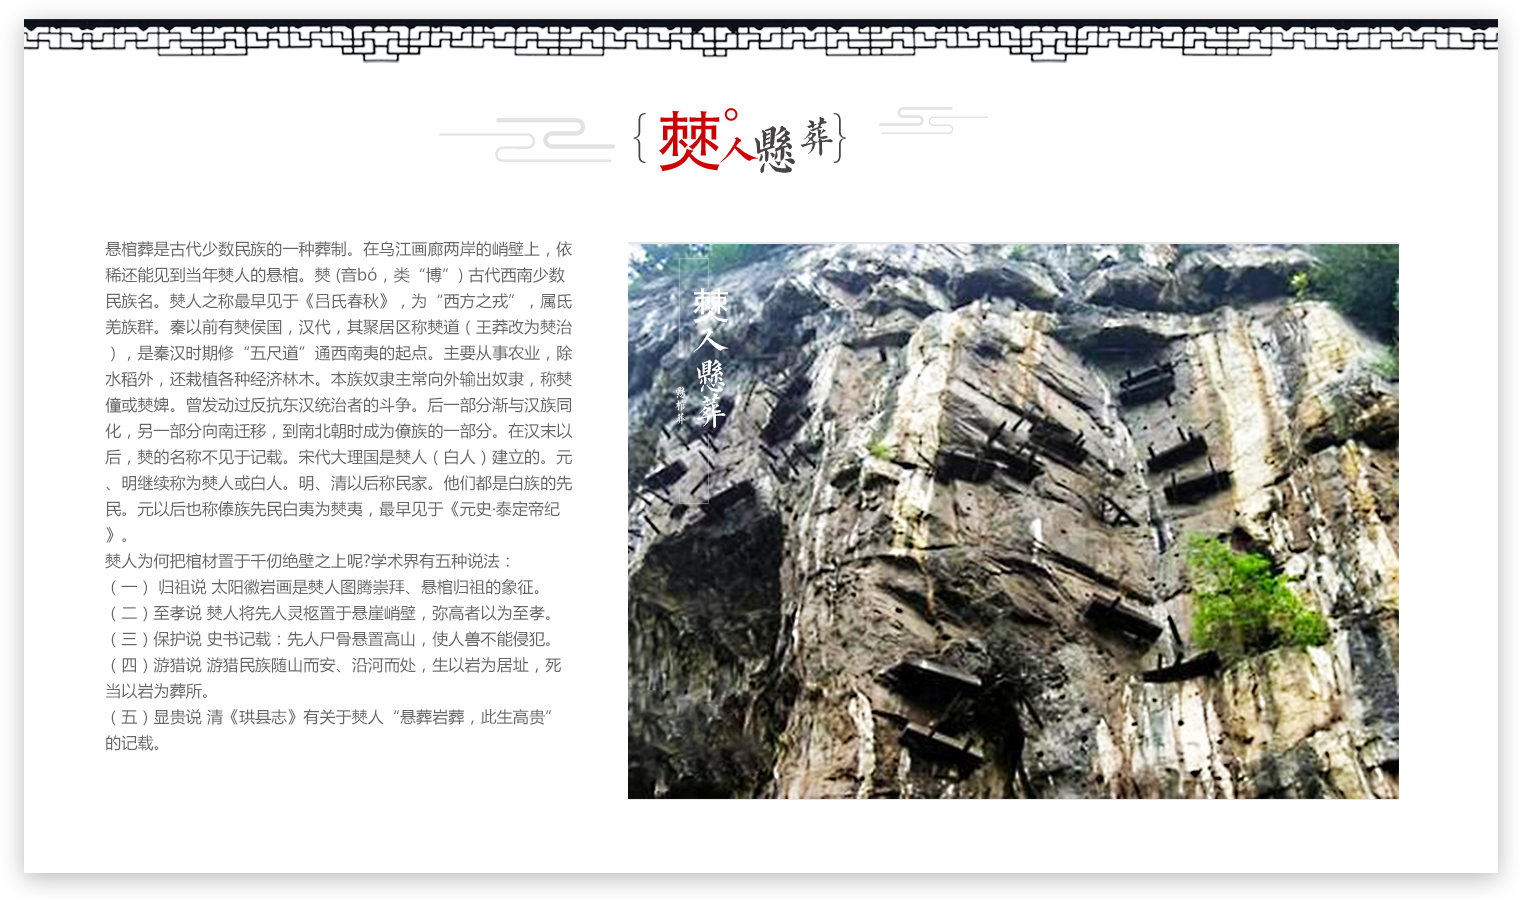 {僰人懸葬}
悬棺葬是古代少数民族的一种葬制。在乌江画廊两岸的峭壁上，依
稀还能见到当年僰人的悬棺。僰 (音bó，类“博”) 古代西南少数
民族名。僰人之称最早见于《吕氏春秋》，为“西方之戎”，属氐
羌族群。秦以前有僰侯国，汉代，其聚居区称僰道（王莽改为僰治
），是秦汉时期修“五尺道”通西南夷的起点。主要从事农业，除
水稻外，还栽植各种经济林木。本族奴隶主常向外输出奴隶，称僰
僮或僰婢。曾发动过反抗东汉统治者的斗争。后一部分渐与汉族同
化，另一部分向南迁移，到南北朝时成为僚族的一部分。在汉末以
后，僰的名称不见于记载。宋代大理国是僰人（白人）建立的。元
、明继续称为僰人或白人。明、清以后称民家。他们都是白族的先
民。元以后也称傣族先民白夷为僰夷，最早见于《元史·泰定帝纪
》。
僰人为何把棺材置于千仞绝壁之上呢?学术界有五种说法：
（一） 归祖说 太阳徽岩画是僰人图腾崇拜、悬棺归祖的象征。
（二）至孝说 僰人将先人灵柩置于悬崖峭壁，弥高者以为至孝。
（三）保护说 史书记载：先人尸骨悬置高山，使人兽不能侵犯。
（四）游猎说 游猎民族随山而安、沿河而处，生以岩为居址，死
当以岩为葬所。
（五）显贵说 清《珙县志》有关于僰人“悬葬岩葬，此生高贵”
的记载。
僰人懸葬
懸棺葬